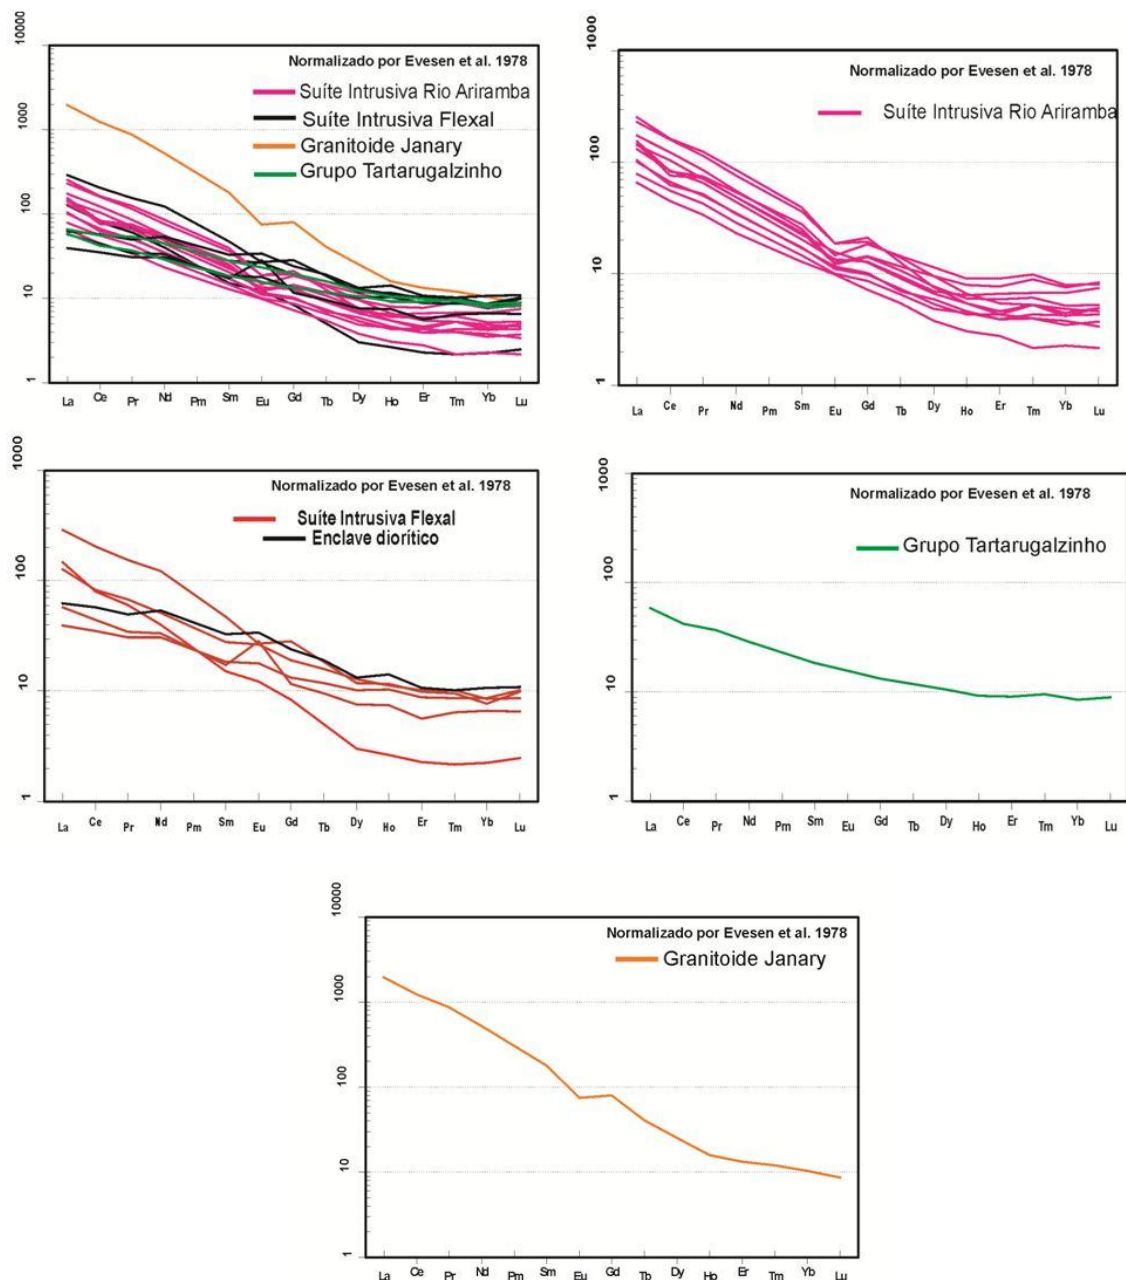 10000
1000
100
10
1
Normalizado por Evesen et al. 1978
Suíte Intrusiva Rio Ariramba
Suíte Intrusiva Flexal
Granitoide Janary
Grupo Tartarugalzinho
La Ce Pr Nd Pm Sm Eu Gd Tb Dy Ho Er Tm Yb Lu
1000
100
10
1
Normalizado por Evesen et al. 1978
Suíte Intrusiva Rio Ariramba
La Ce Pr Nd Pm Sm Eu Gd Tb Dy Ho Er Tm Yb Lu
1000
100
10
1
Normalizado por Evesen et al. 1978
Suíte Intrusiva Flexal
Enclave diorítico
La Ce Pr Nd Pm Sm Eu Gd Tb Dy Ho Er Tm Yb Lu
1000
100
10
1
Normalizado por Evesen et al. 1978
Grupo Tartarugalzinho
La Ce Pr Nd Pm Sm Eu Gd Tb Dy Ho Er Tm Yb Lu
10000
1000
100
10
1
Normalizado por Evesen et al. 1978
Granitoide Janary
La Ce Pr Nd Pm Sm Eu Gd Tb Dy Ho Er Tm Yb Lu